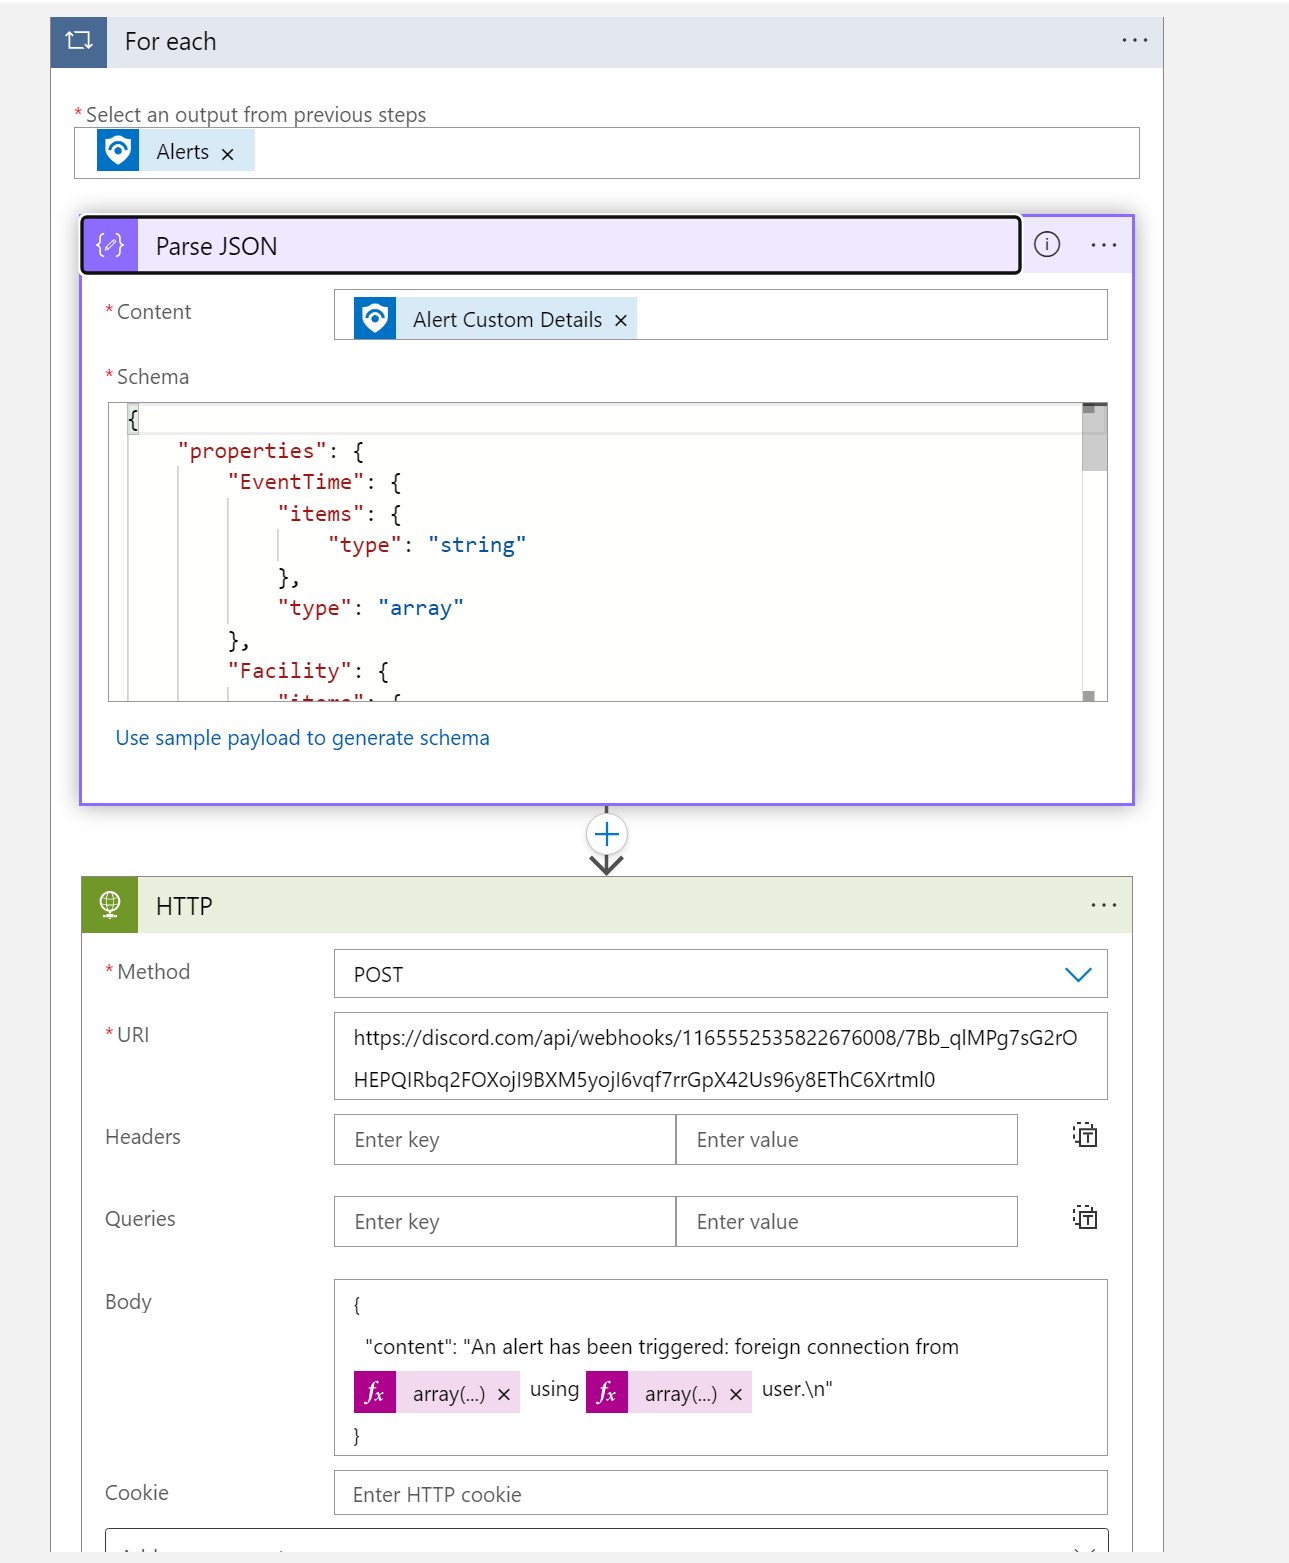 For each
* Select an output from previous steps
Alerts ×
Parse JSON
* Content
Alert Custom Details ×
* Schema
{
"properties": {
"EventTime": {
"items": {
"type": "string"
},
"type": "array"
},
"Facility": {
"items": {
Use sample payload to generate schema
HTTP
* Method
POST
* URI
https://discord.com/api/webhooks/1165552535822676008/7Bb_qlMPg7sG2rO
HEPQIRbq2FOXojI9BXM5yojI6vqf7rrGpX42Us96y8EThC6Xrtml0
Headers
Enter key
Enter value
Queries
Enter key
Enter value
Body
{
"content": "An alert has been triggered: foreign connection from
fx array(...) × using fx array(...) × user.\n"
}
Cookie
Enter HTTP cookie